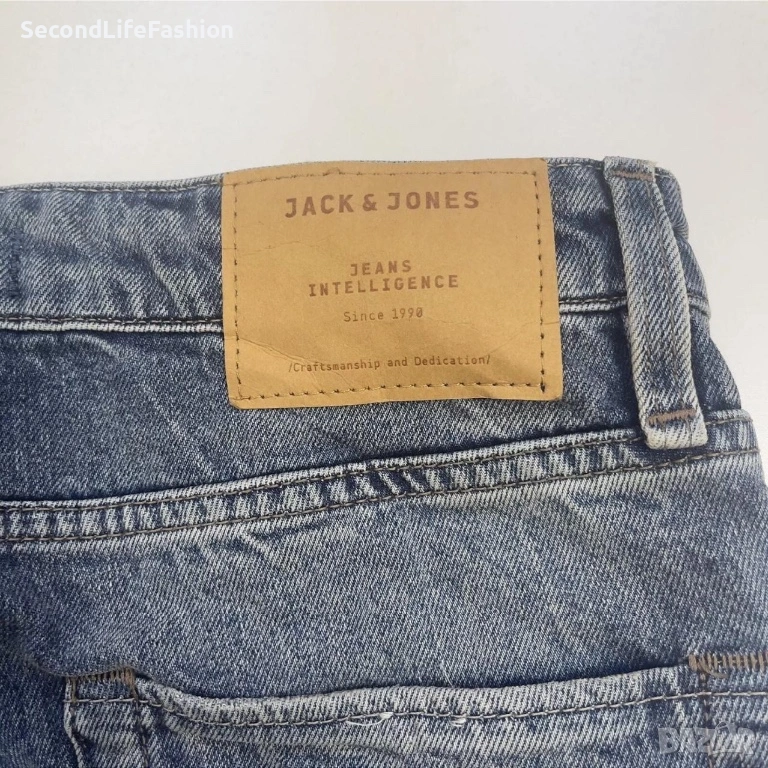 SecondLifeFashion
JACK & JONES
JEANS
INTELLIGENCE
Since 1990
/Craftsmanship and Dedication/